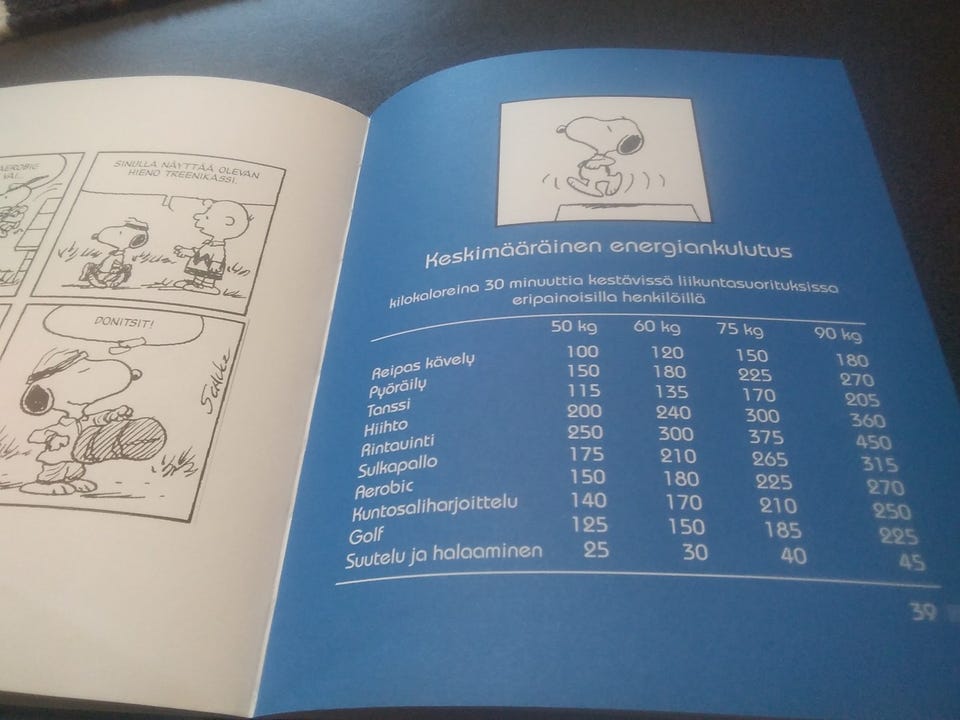 AEROBIC
VAI...
SINULLA NÄYTTÄÄ OLEVAN
HIENO TREENIKASSI.
DONITSIT!
SCHULZ
Keskimääräinen energiankulutus
kilokaloreina 30 minuuttia kestävissä liikuntasuorituksissa
eripainoisilla henkilöillä
50 kg 60 kg 75 kg 90 kg
Reipas kävely 100 120 150 180
Pyöräily 150 180 225 270
Tanssi 115 135 170 205
Hiihto 200 240 300 360
Rintauinti 250 300 375 450
Sulkapallo 175 210 265 315
Aerobic 150 180 225 270
Kuntosaliharjoittelu 140 170 210 250
Golf 125 150 185 225
Suutelu ja halaaminen 25 30 40 45
39